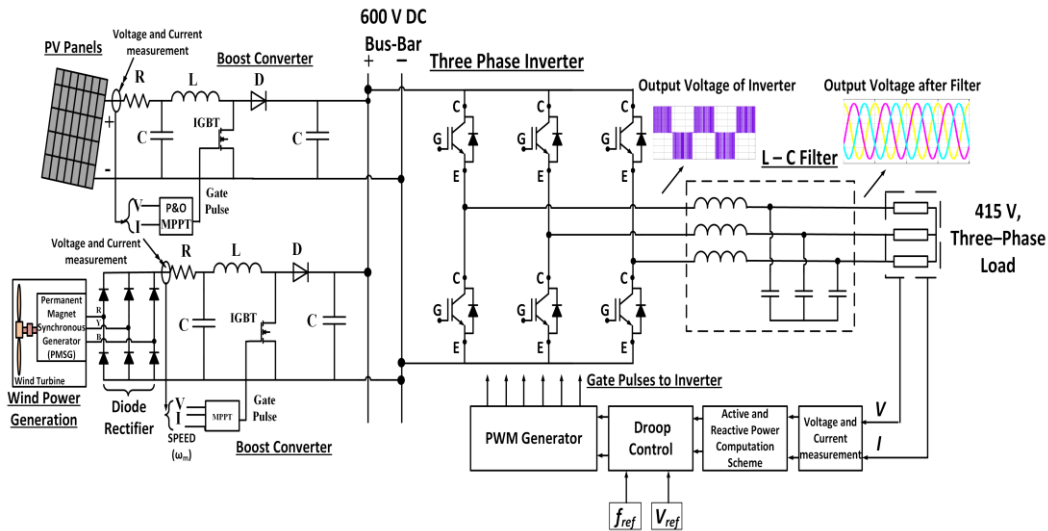 600 V DC
Bus-Bar
+
−
PV Panels
Voltage and Current
measurement
Boost Converter
R
L
D
+
-
C
IGBT
C
Gate
Pulse
V
I
P&O
MPPT
Voltage and Current
measurement
R
L
D
C
IGBT
C
Permanent
Magnet
Synchronous
Generator
(PMSG)
R
Y
B
Wind Turbine
Wind Power
Generation
Diode
Rectifier
V
I
SPEED
(ωm)
MPPT
Gate
Pulse
Boost Converter
Three Phase Inverter
C
G
E
C
G
E
C
G
E
C
G
E
C
G
E
C
G
E
Output Voltage of Inverter
Output Voltage after Filter
L – C Filter
415 V,
Three–Phase
Load
Gate Pulses to Inverter
PWM Generator
Droop
Control
Active and
Reactive Power
Computation
Scheme
Voltage and
Current
measurement
V
I
fref
Vref